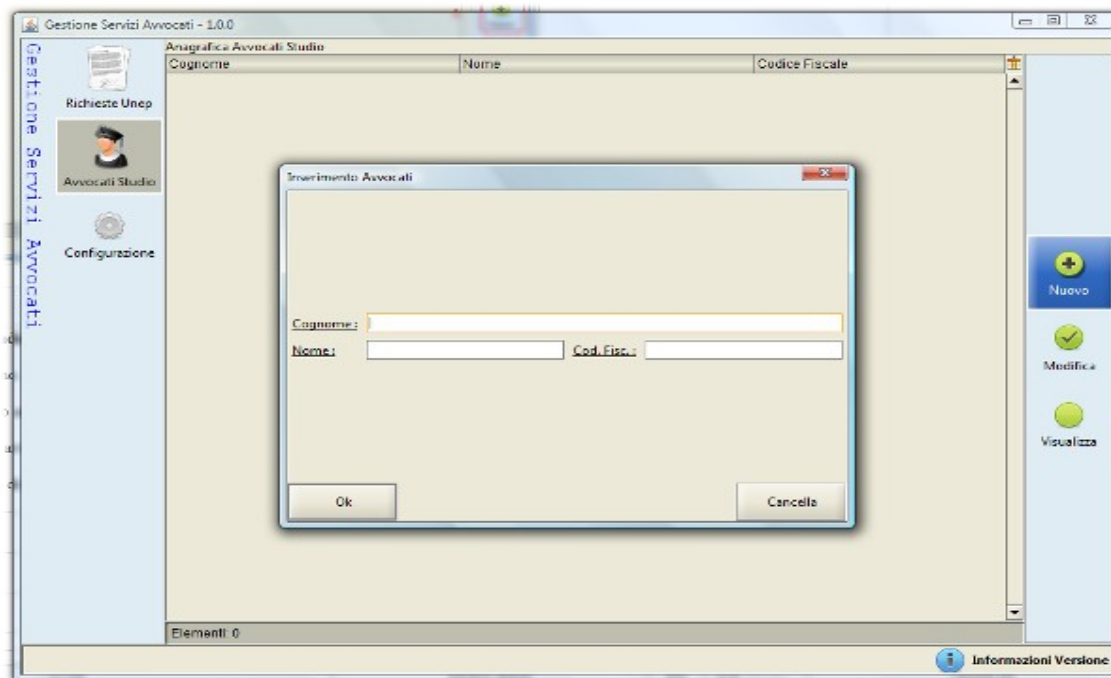 Gestione Servizi Avvocati - 1.0.0
Gestione Servizi Avvocati
Richieste Unep
Avvocati Studio
Configurazione
Anagrafica Avvocati Studio
Cognome Nome Codice Fiscale
Inserimento Avvocati
Cognome :
Nome : Cod. Fisc. :
Ok Cancella
Nuovo
Modifica
Visualizza
Elementi: 0
Informazioni Versione